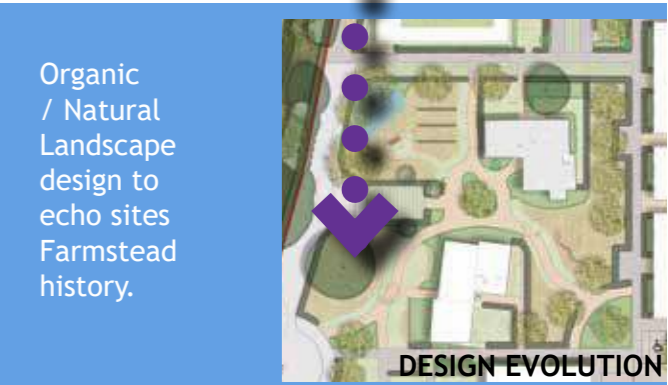 Organic
/ Natural
Landscape
design to
echo sites
Farmstead
history.
DESIGN EVOLUTION